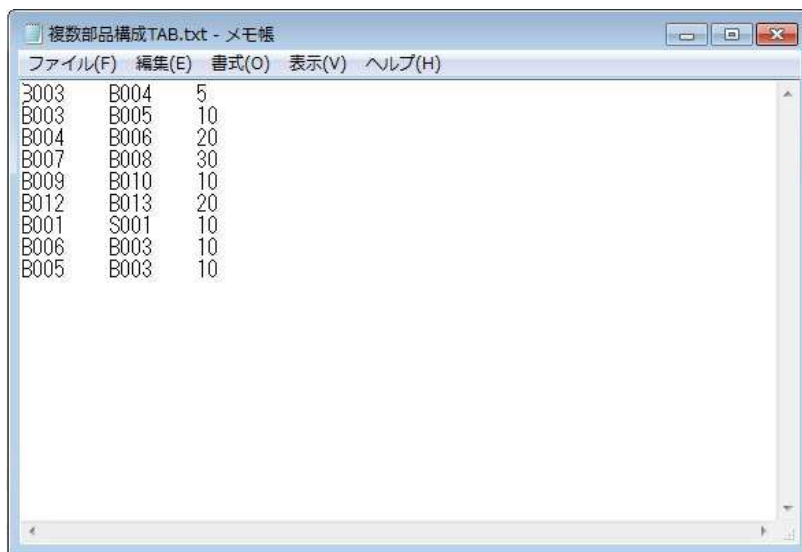 複数部品構成TAB.txt - メモ帳
ファイル(F) 編集(E) 書式(O) 表示(V) ヘルプ(H)
B003 B004 5
B003 B005 10
B004 B006 20
B007 B008 30
B009 B010 10
B012 B013 20
B001 S001 10
B006 B003 10
B005 B003 10